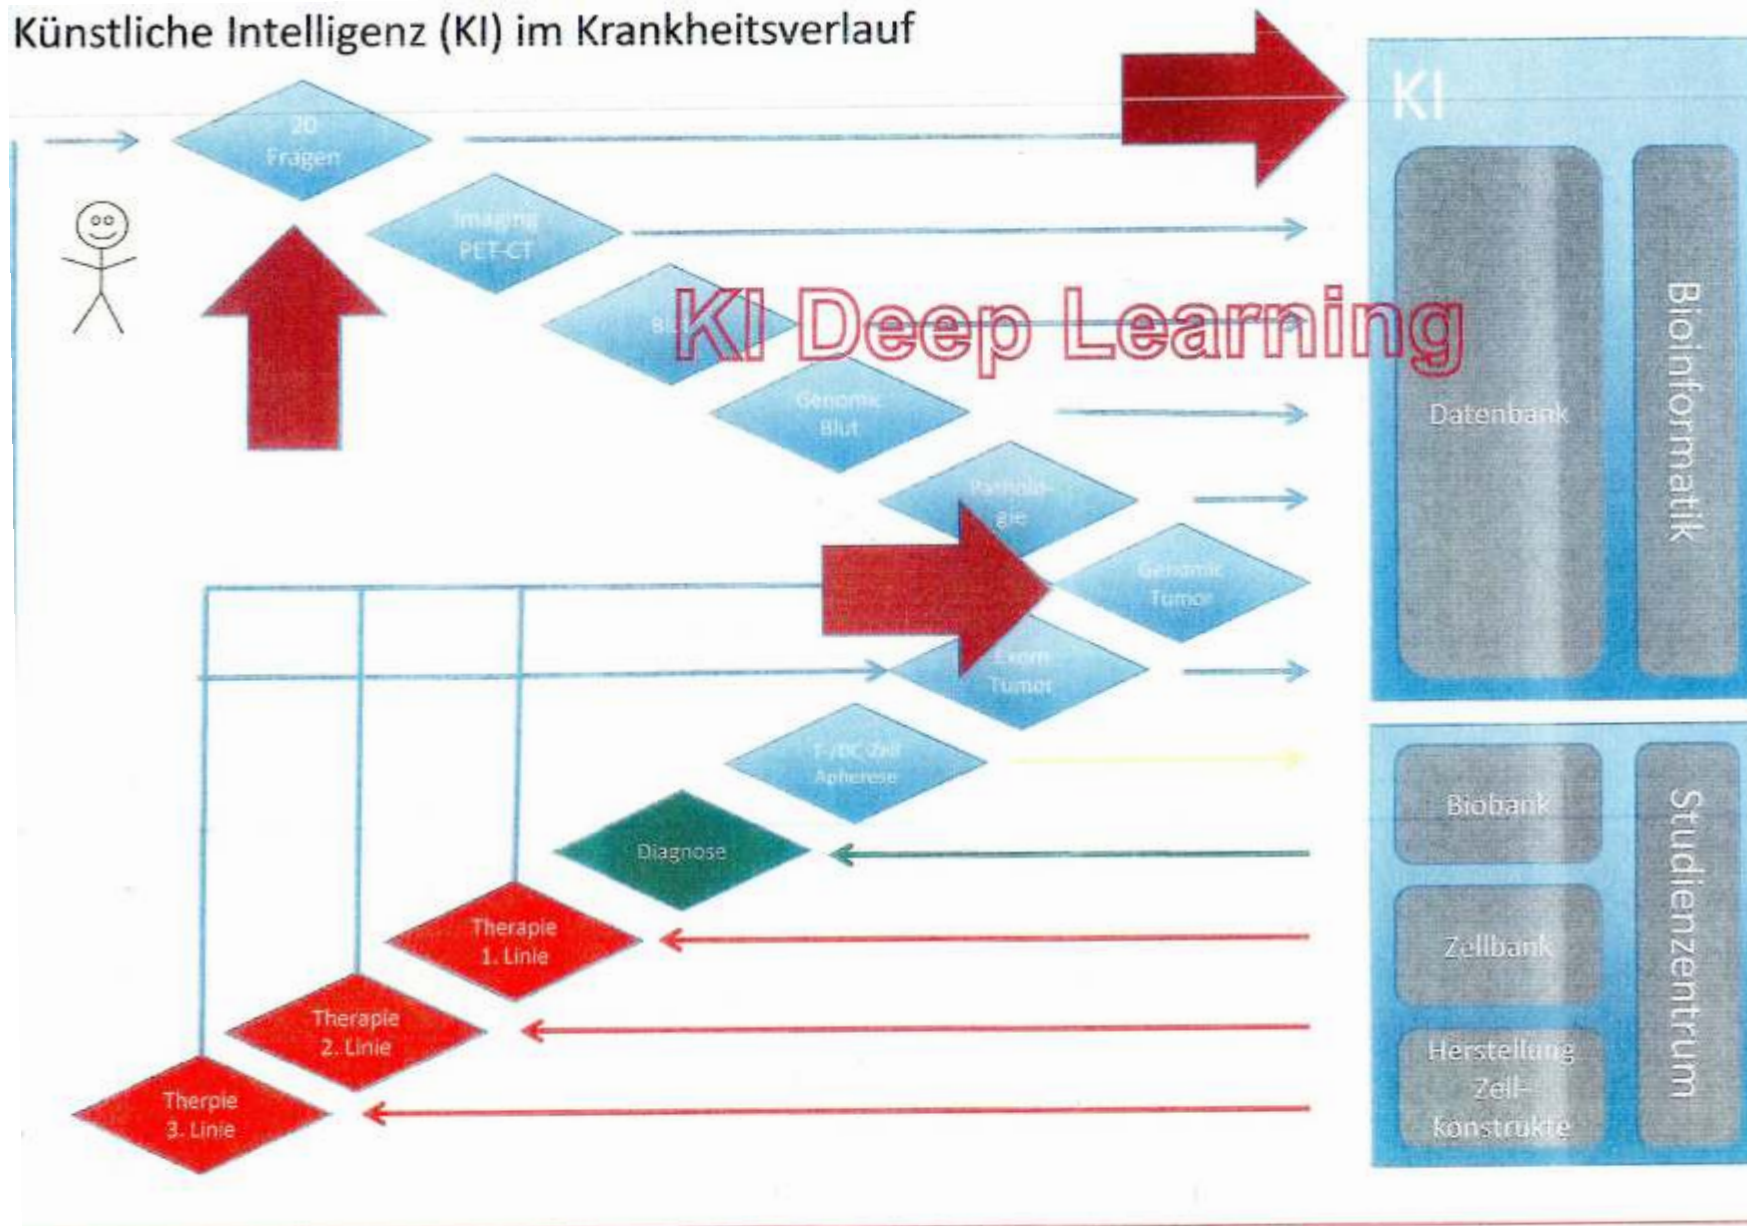 Künstliche Intelligenz (KI) im Krankheitsverlauf
KI
20
Fragen
Imaging
PET-CT
KI Deep Learning
Genomic
Blut
Datenbank
Bioinformatik
Pathalo-
gie
Genomic
Tumor
Exom
Tumor
T-/DC-Zell
Apherese
Diagnose
Therapie
1. Linie
Therapie
2. Linie
Therpie
3. Linie
Biobank
Zellbank
Herstellung
Zell-
konstrukte
Studienzentrum